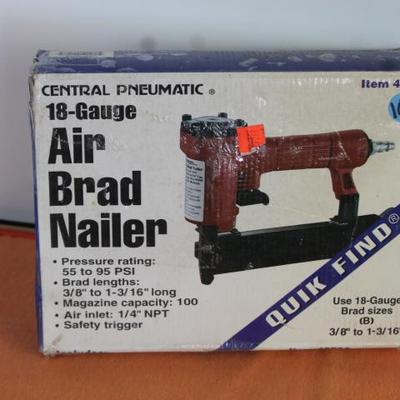 CENTRAL PNEUMATIC ®
Item 4
18-Gauge
Air
Brad
Nailer
• Pressure rating:
55 to 95 PSI
• Brad lengths:
3/8" to 1-3/16" long
• Magazine capacity: 100
• Air inlet: 1/4" NPT
• Safety trigger
QUIK FIND®
Use 18-Gauge
Brad sizes
(B)
3/8" to 1-3/16"